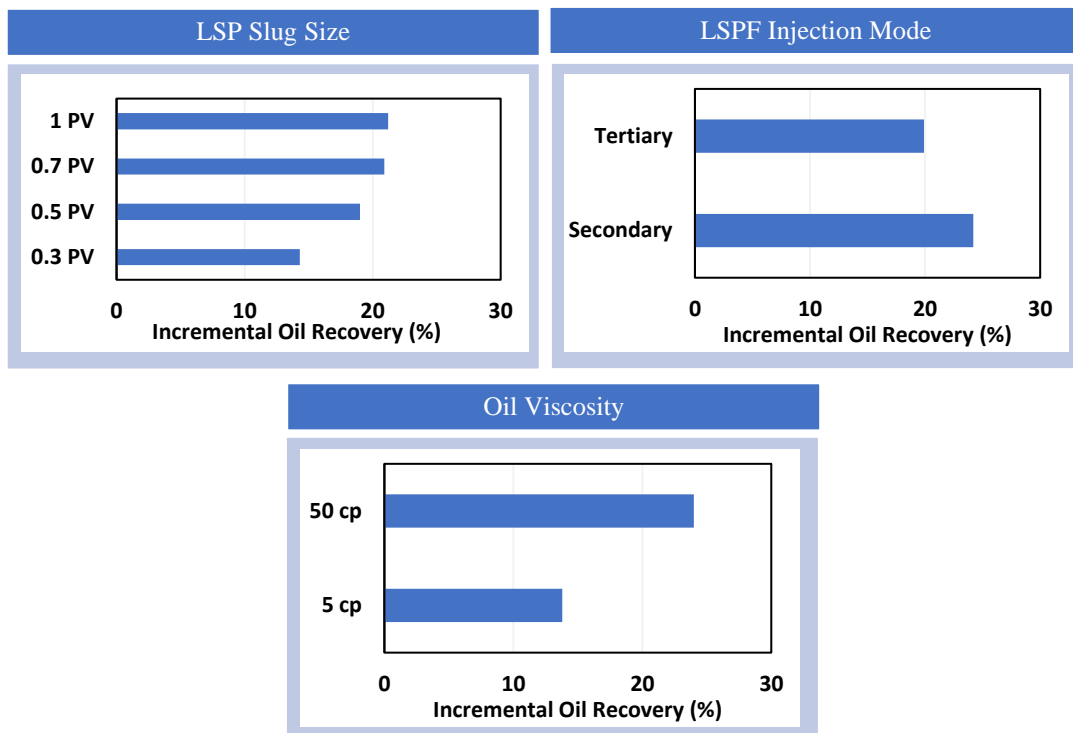 LSP Slug Size
1 PV
0.7 PV
0.5 PV
0.3 PV
0 10 20 30
Incremental Oil Recovery (%)
LSPF Injection Mode
Tertiary
Secondary
0 10 20 30
Incremental Oil Recovery (%)
Oil Viscosity
50 cp
5 cp
0 10 20 30
Incremental Oil Recovery (%)